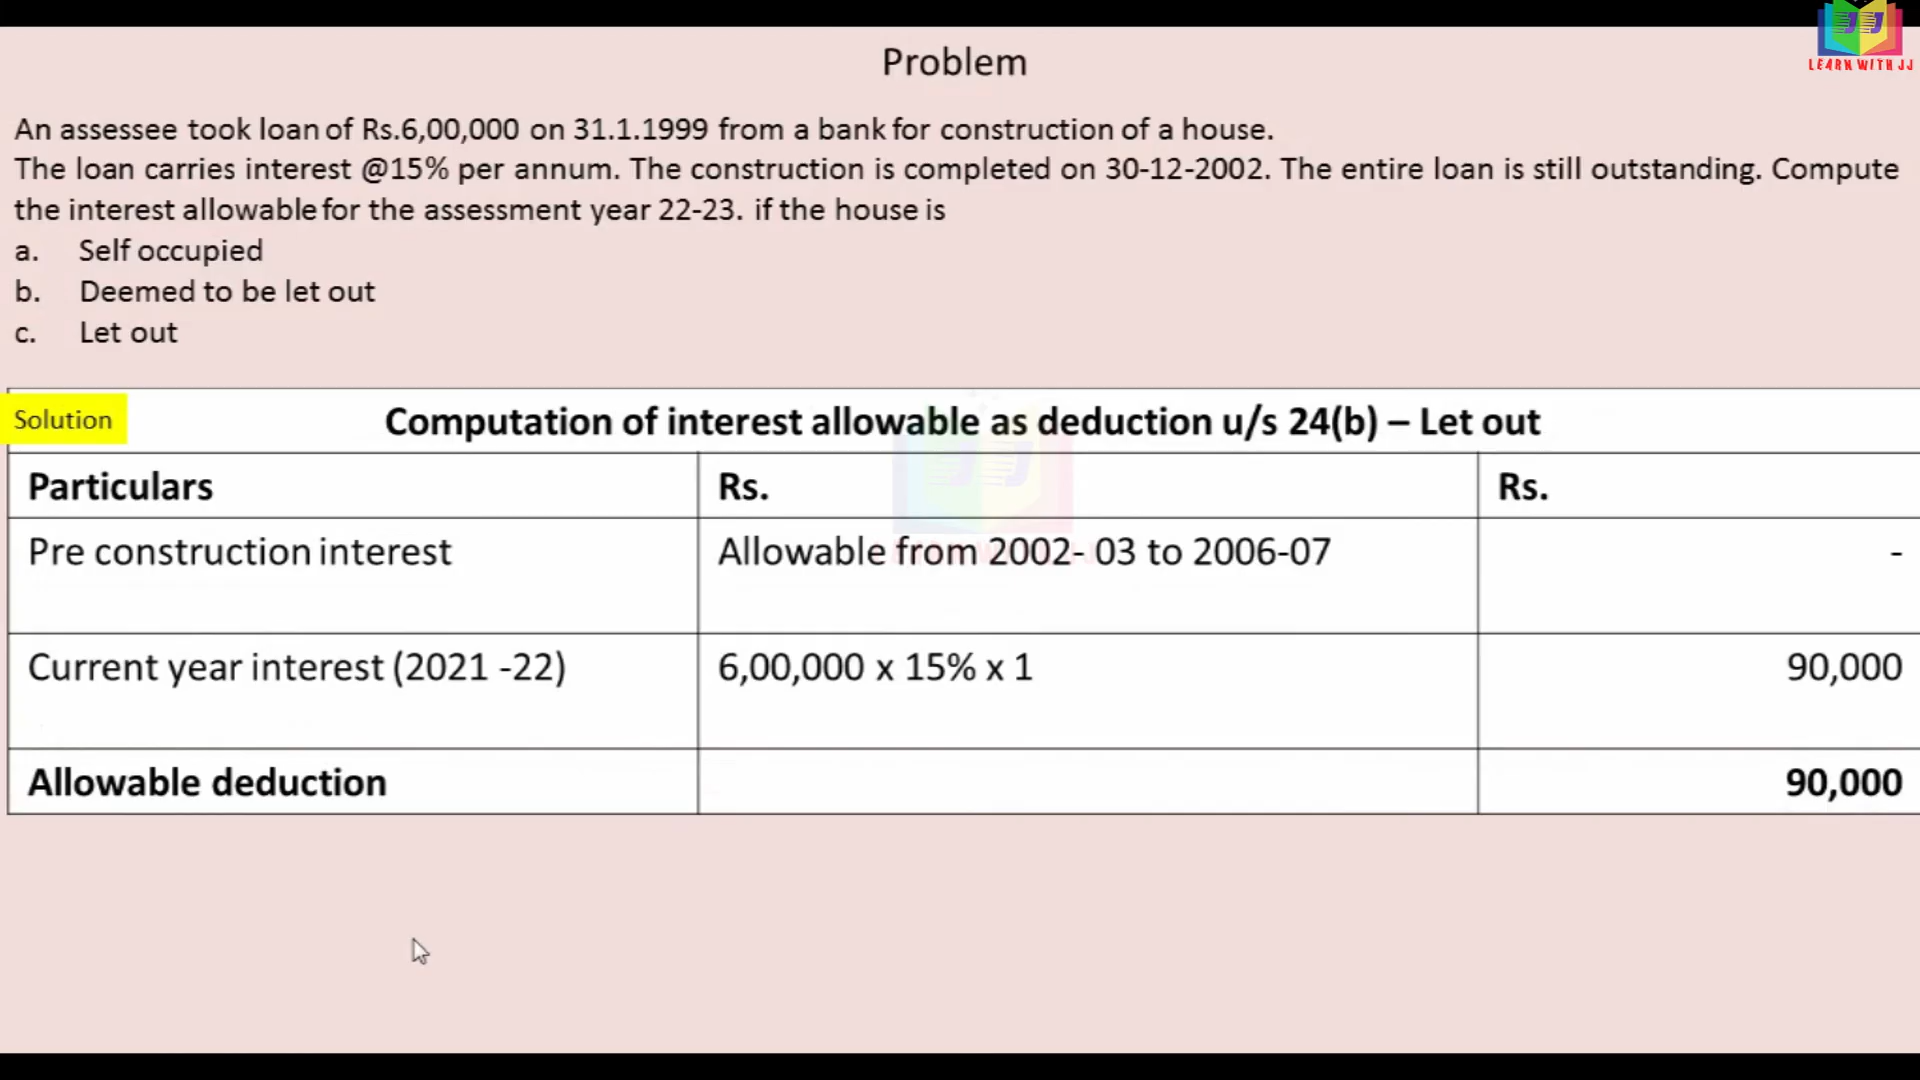 LEARN WITH JJ
Problem
An assessee took loan of Rs.6,00,000 on 31.1.1999 from a bank for construction of a house.
The loan carries interest @15% per annum. The construction is completed on 30-12-2002. The entire loan is still outstanding. Compute
the interest allowable for the assessment year 22-23. if the house is
a. Self occupied
b. Deemed to be let out
c. Let out
Solution
Computation of interest allowable as deduction u/s 24(b) – Let out
Particulars Rs. Rs.
Pre construction interest Allowable from 2002- 03 to 2006-07 -
Current year interest (2021 -22) 6,00,000 x 15% x 1 90,000
Allowable deduction 90,000